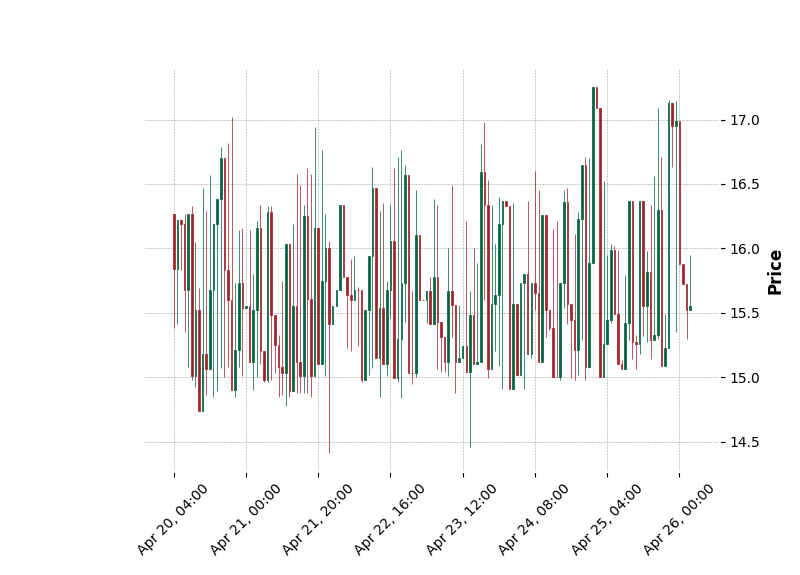 17.0
16.5
16.0
15.5
15.0
14.5
Price
Apr 20, 04:00
Apr 21, 00:00
Apr 21, 20:00
Apr 22, 16:00
Apr 23, 12:00
Apr 24, 08:00
Apr 25, 04:00
Apr 26, 00:00